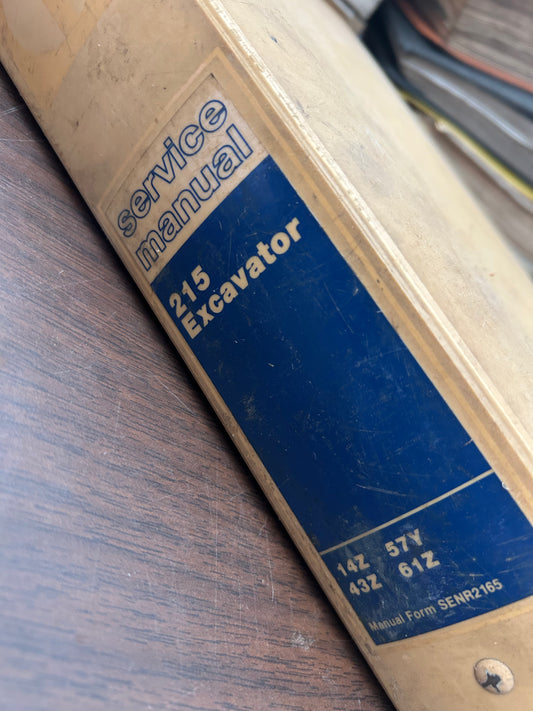 service
manual
215
Excavator
14Z 57Y
43Z 61Z
Manual Form SENR2165